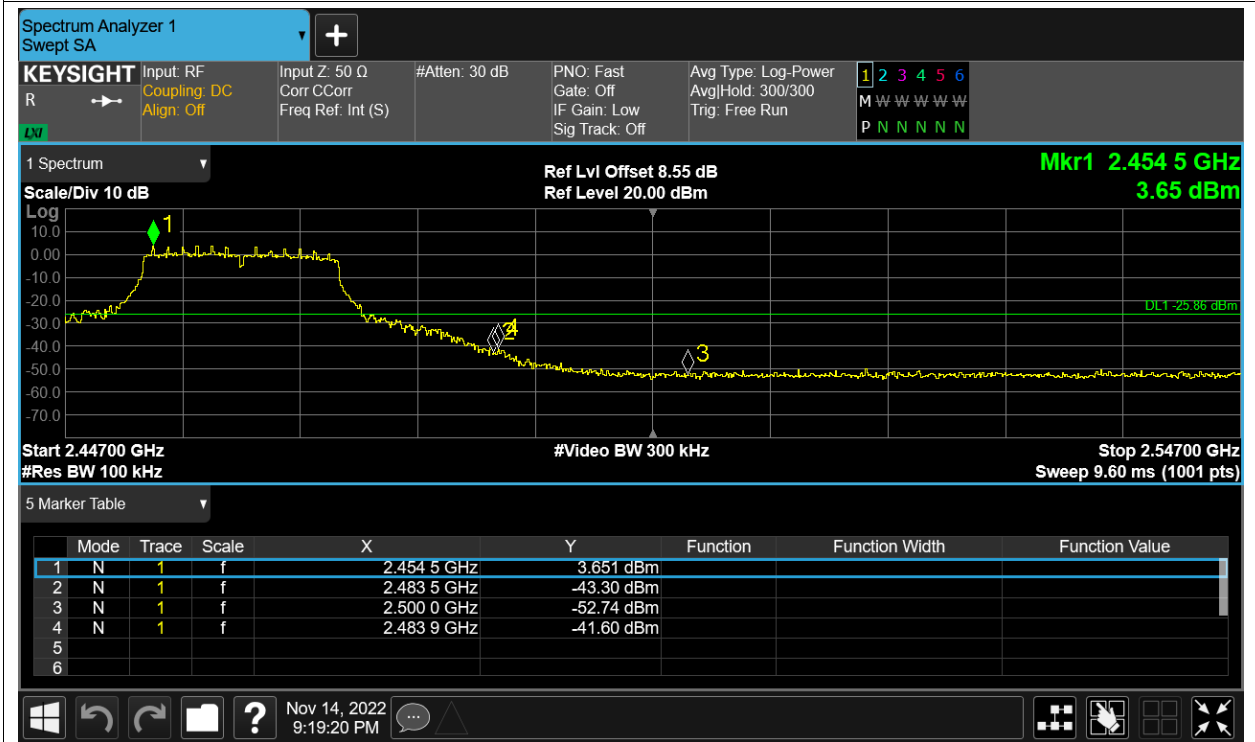 Spectrum Analyzer 1
Swept SA
+
KEYSIGHT Input: RF Input Z: 50 Ω #Atten: 30 dB PNO: Fast Avg Type: Log-Power 1 2 3 4 5 6
R Coupling: DC Corr CCorr Gate: Off Avg|Hold: 300/300 M W W W W W
Align: Off Freq Ref: Int (S) IF Gain: Low Trig: Free Run
LXI Sig Track: Off P N N N N N
1 Spectrum Ref Lvl Offset 8.55 dB Mkr1 2.454 5 GHz
Scale/Div 10 dB Ref Level 20.00 dBm 3.65 dBm
Log
1
10.0
0.00
-10.0
-20.0
DL1 -25.86 dBm
-30.0
2 4
-40.0
3
-50.0
-60.0
-70.0
Start 2.44700 GHz #Video BW 300 kHz Stop 2.54700 GHz
#Res BW 100 kHz Sweep 9.60 ms (1001 pts)
5 Marker Table
Mode Trace Scale X Y Function Function Width Function Value
1 N 1 f 2.454 5 GHz 3.651 dBm
2 N 1 f 2.483 5 GHz -43.30 dBm
3 N 1 f 2.500 0 GHz -52.74 dBm
4 N 1 f 2.483 9 GHz -41.60 dBm
5
6
? Nov 14, 2022
9:19:20 PM